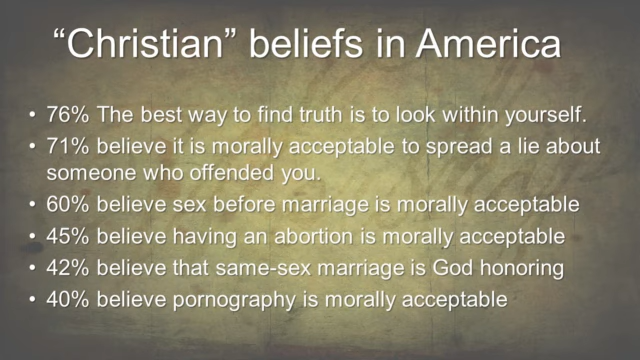 “Christian” beliefs in America
• 76% The best way to find truth is to look within yourself.
• 71% believe it is morally acceptable to spread a lie about
someone who offended you.
• 60% believe sex before marriage is morally acceptable
• 45% believe having an abortion is morally acceptable
• 42% believe that same-sex marriage is God honoring
• 40% believe pornography is morally acceptable